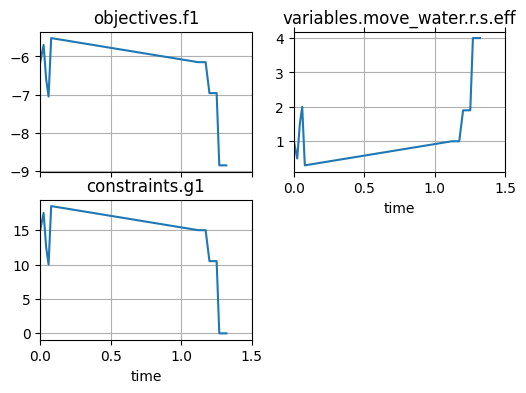 objectives.f1
−6
−7
−8
−9
variables.move_water.r.s.eff
4
3
2
1
0.0 0.5 1.0 1.5
time
constraints.g1
15
10
5
0
0.0 0.5 1.0 1.5
time